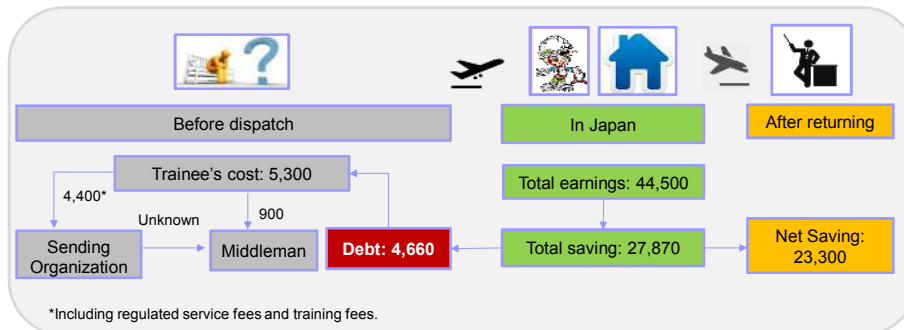 Before dispatch
In Japan
After returning
Trainee's cost: 5,300
Total earnings: 44,500
4,400*
Unknown
900
Sending
Organization
Middleman
Debt: 4,660
Total saving: 27,870
Net Saving:
23,300
*Including regulated service fees and training fees.